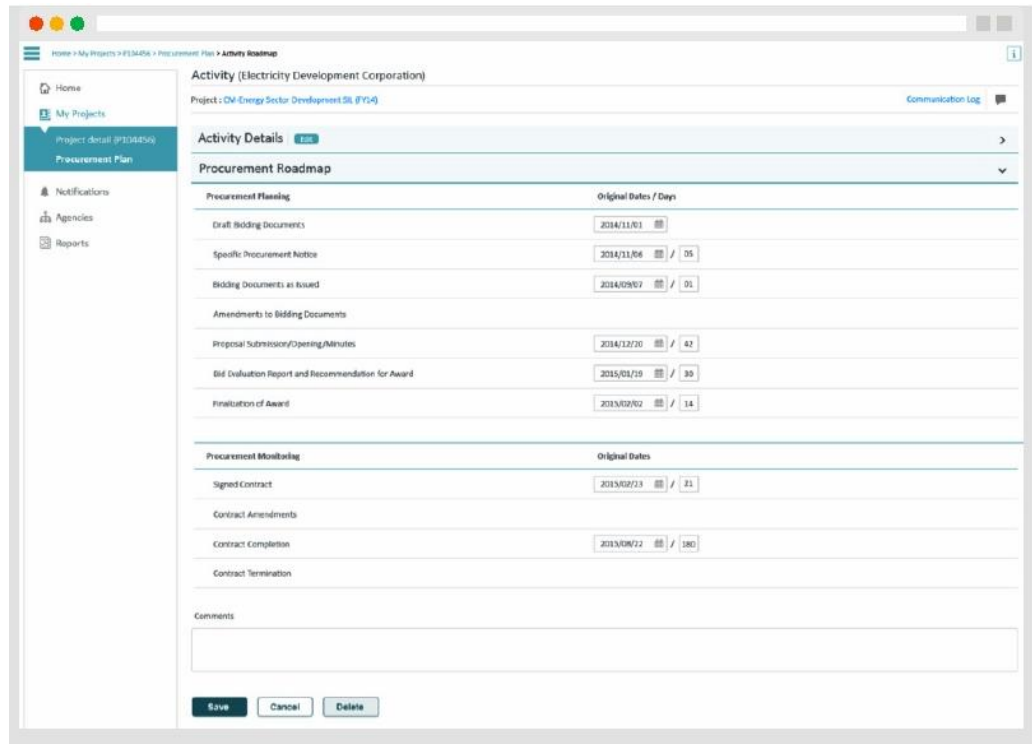 Home > My Projects > P104456 > Procurement Plan > Activity Roadmap
Activity (Electricity Development Corporation)
Home
Project : CM-Energy Sector Development SIL (FY14)
Communication Log
My Projects
Project detail (P104456)
Procurement Plan
Notifications
Agencies
Reports
Activity Details Edit
Procurement Roadmap
Procurement Planning Original Dates / Days
Draft Bidding Documents 2014/11/01
Specific Procurement Notice 2014/11/06 / 05
Bidding Documents as Issued 2014/09/07 / 01
Amendments to Bidding Documents
Proposal Submission/Opening/Minutes 2014/12/20 / 42
Bid Evaluation Report and Recommendation for Award 2015/01/19 / 30
Finalization of Award 2015/02/02 / 14
Procurement Monitoring Original Dates
Signed Contract 2015/02/23 / 21
Contract Amendments
Contract Completion 2015/08/22 / 180
Contract Termination
Comments
Save Cancel Delete